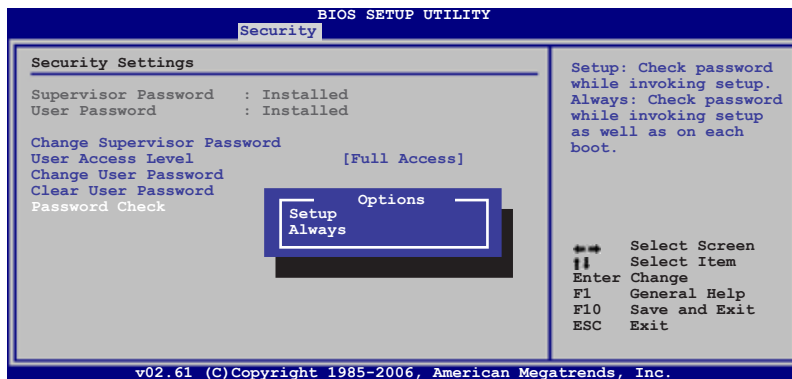 BIOS SETUP UTILITY
Security
Security Settings
Supervisor Password : Installed
User Password : Installed
Change Supervisor Password
User Access Level [Full Access]
Change User Password
Clear User Password
Password Check
Options
Setup
Always
Setup: Check password
while invoking setup.
Always: Check password
while invoking setup
as well as on each
boot.
Select Screen
Select Item
Enter Change
F1 General Help
F10 Save and Exit
ESC Exit
v02.61 (C)Copyright 1985-2006, American Megatrends, Inc.